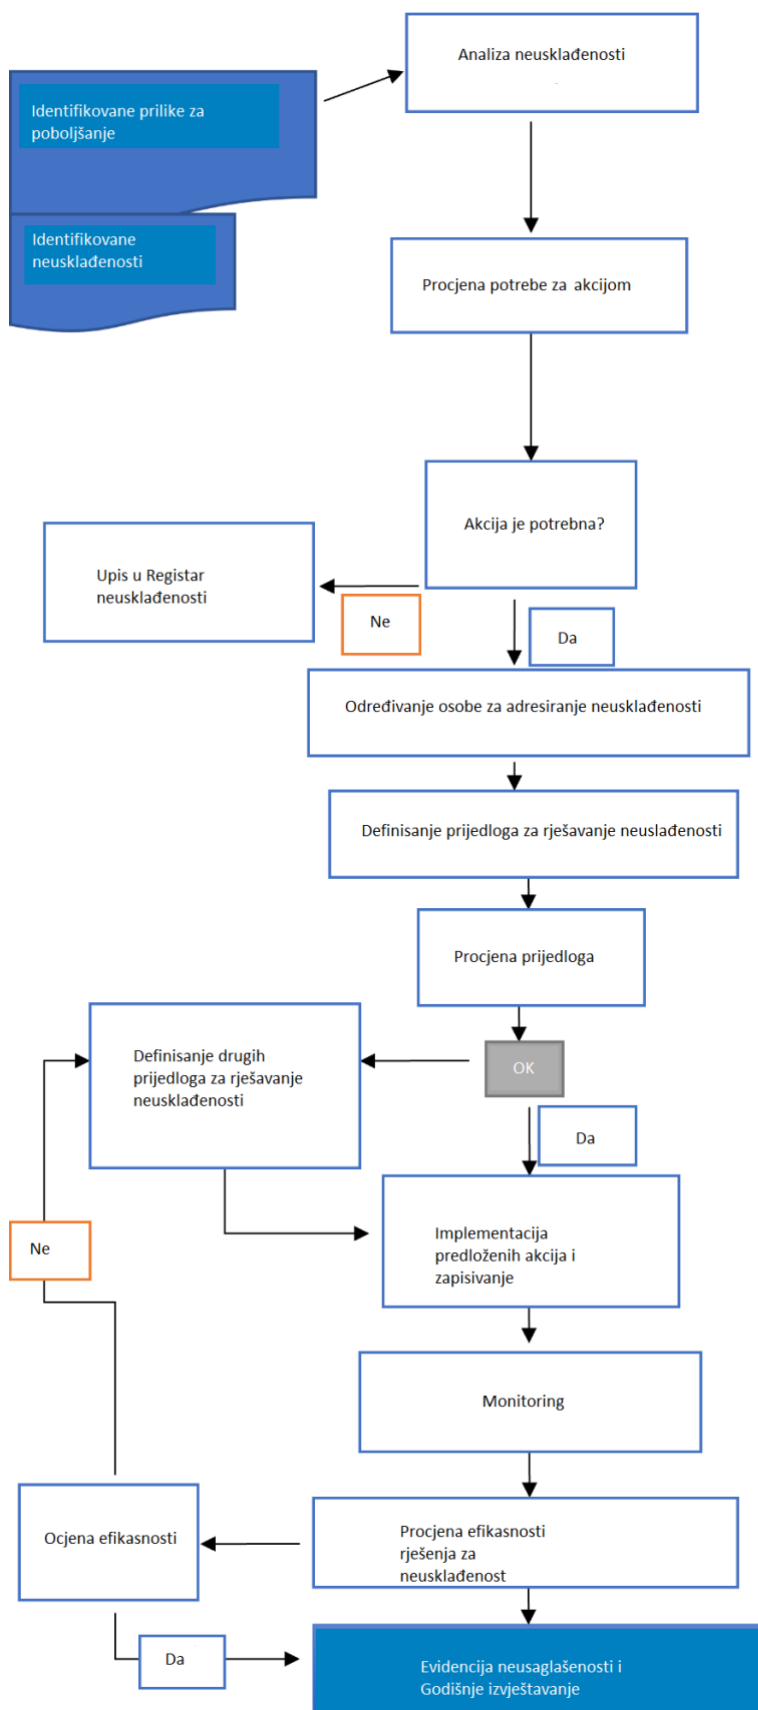 Analiza neusklađenosti
Identifikovane prilike za
poboljšanje
Identifikovane
neusklađenosti
Procjena potrebe za akcijom
Akcija je potrebna?
Upis u Registar
neusklađenosti
Ne
Da
Određivanje osobe za adresiranje neusklađenosti
Definisanje prijedloga za rješavanje neuslađenosti
Procjena prijedloga
Definisanje drugih
prijedloga za rješavanje
neusklađenosti
OK
Da
Implementacija
predloženih akcija i
zapisivanje
Ne
Monitoring
Ocjena efikasnosti
Procjena efikasnosti
rješenja za
neusklađenost
Da
Evidencija neusaglašenosti i
Godišnje izvještavanje